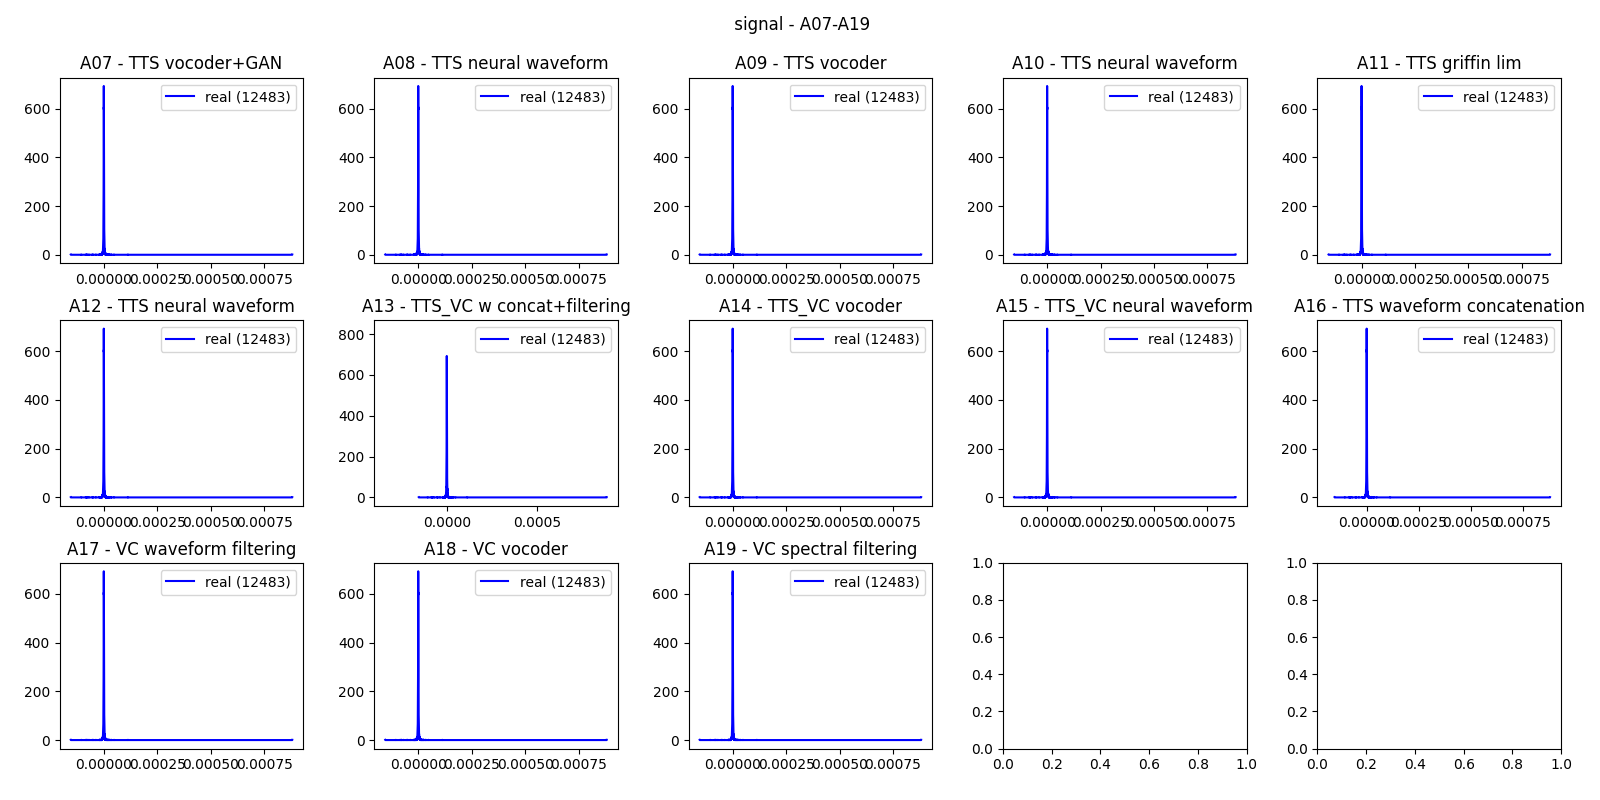 signal - A07-A19
A07 - TTS vocoder+GAN
A08 - TTS neural waveform
A09 - TTS vocoder
A10 - TTS neural waveform
A11 - TTS griffin lim
real (12483)
real (12483)
real (12483)
real (12483)
real (12483)
600
400
200
0
600
400
200
0
600
400
200
0
600
400
200
0
600
400
200
0
0.00000 0.00025 0.00050 0.00075
0.00000 0.00025 0.00050 0.00075
0.00000 0.00025 0.00050 0.00075
0.00000 0.00025 0.00050 0.00075
0.00000 0.00025 0.00050 0.00075
A12 - TTS neural waveform
A13 - TTS_VC w concat+filtering
A14 - TTS_VC vocoder
A15 - TTS_VC neural waveform
A16 - TTS waveform concatenation
real (12483)
real (12483)
real (12483)
real (12483)
real (12483)
600
400
200
0
800
600
400
200
0
600
400
200
0
600
400
200
0
600
400
200
0
0.00000 0.00025 0.00050 0.00075
0.0000 0.0005
0.00000 0.00025 0.00050 0.00075
0.00000 0.00025 0.00050 0.00075
0.00000 0.00025 0.00050 0.00075
A17 - VC waveform filtering
A18 - VC vocoder
A19 - VC spectral filtering
real (12483)
real (12483)
real (12483)
600
400
200
0
600
400
200
0
600
400
200
0
1.0
0.8
0.6
0.4
0.2
0.0
1.0
0.8
0.6
0.4
0.2
0.0
0.00000 0.00025 0.00050 0.00075
0.00000 0.00025 0.00050 0.00075
0.00000 0.00025 0.00050 0.00075
0.0 0.2 0.4 0.6 0.8 1.0
0.0 0.2 0.4 0.6 0.8 1.0